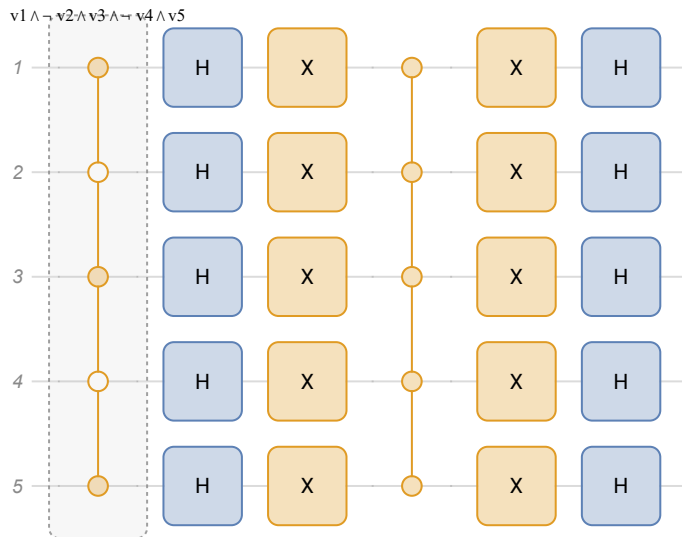 v1 ∧ ¬ v2 ∧ v3 ∧ ¬ v4 ∧ v5
1 H X X H
2 H X X H
3 H X X H
4 H X X H
5 H X X H